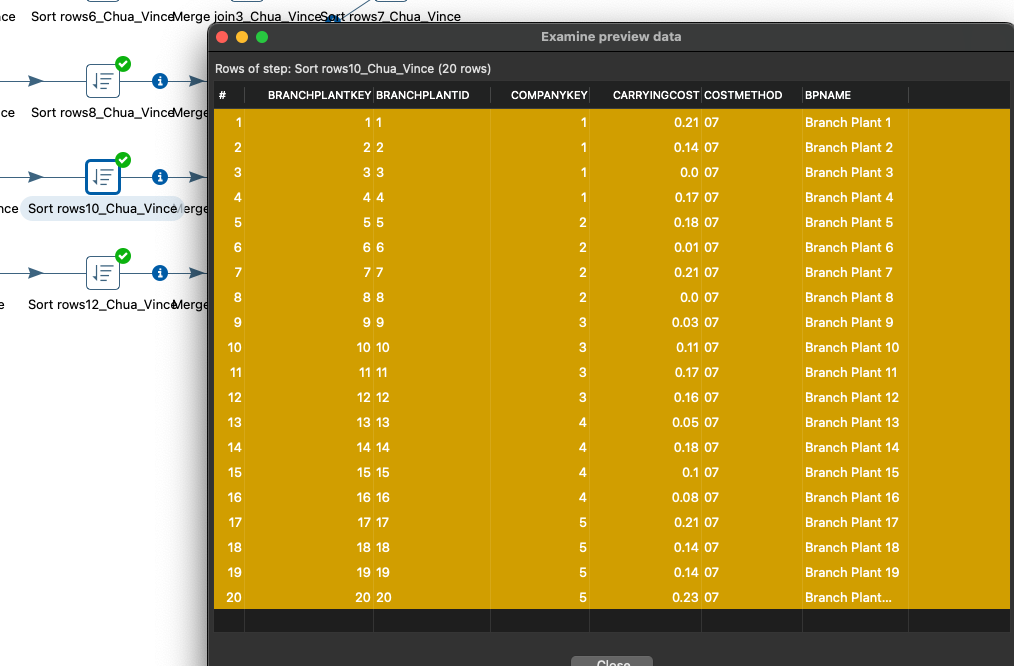 nce Sort rows6_Chua_Vince Merge join3_Chua_Vince Sort rows7_Chua_Vince
Examine preview data
Rows of step: Sort rows10_Chua_Vince (20 rows)
# BRANCHPLANTKEY BRANCHPLANTID COMPANYKEY CARRYINGCOST COSTMETHOD BPNAME
ce Sort rows8_Chua_Vince Merge
nce Sort rows10_Chua_Vince Merge
e Sort rows12_Chua_Vince Merge
1 1 1 1 0.21 07 Branch Plant 1
2 2 2 1 0.14 07 Branch Plant 2
3 3 3 1 0.0 07 Branch Plant 3
4 4 4 1 0.17 07 Branch Plant 4
5 5 5 2 0.18 07 Branch Plant 5
6 6 6 2 0.01 07 Branch Plant 6
7 7 7 2 0.21 07 Branch Plant 7
8 8 8 2 0.0 07 Branch Plant 8
9 9 9 3 0.03 07 Branch Plant 9
10 10 10 3 0.11 07 Branch Plant 10
11 11 11 3 0.17 07 Branch Plant 11
12 12 12 3 0.16 07 Branch Plant 12
13 13 13 4 0.05 07 Branch Plant 13
14 14 14 4 0.18 07 Branch Plant 14
15 15 15 4 0.1 07 Branch Plant 15
16 16 16 4 0.08 07 Branch Plant 16
17 17 17 5 0.21 07 Branch Plant 17
18 18 18 5 0.14 07 Branch Plant 18
19 19 19 5 0.14 07 Branch Plant 19
20 20 20 5 0.23 07 Branch Plant...
Close